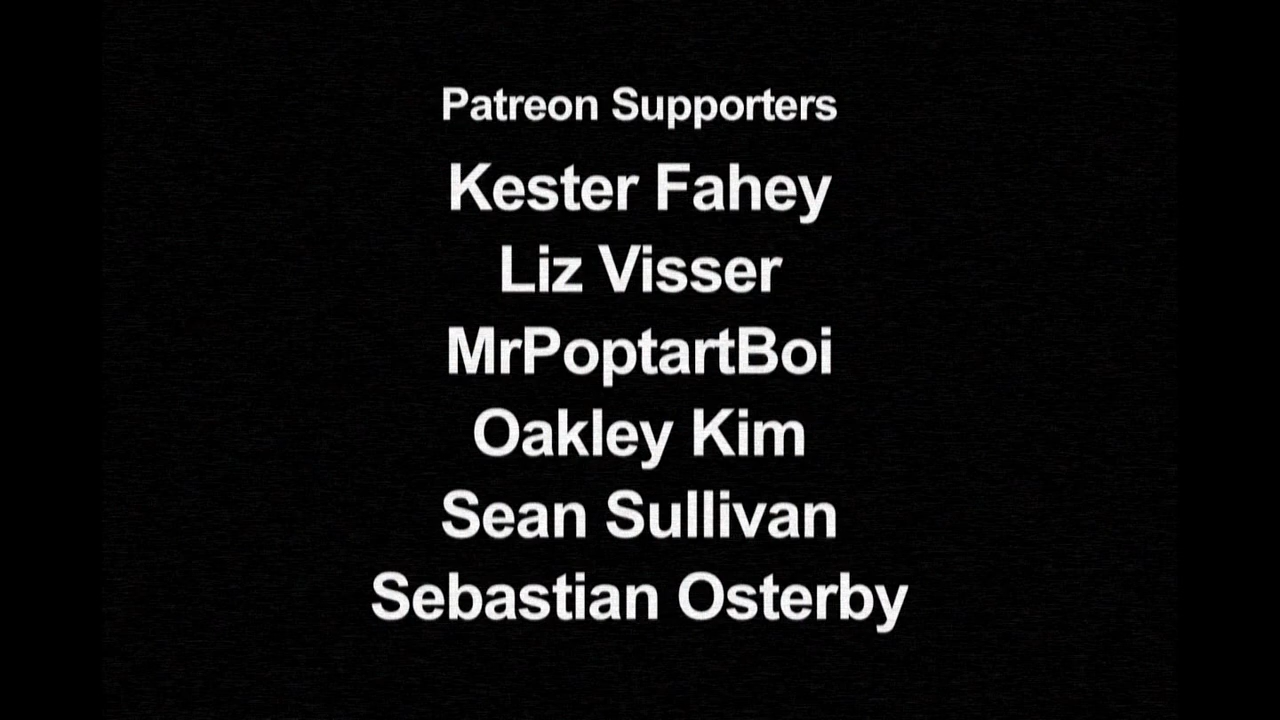 Patreon Supporters
Kester Fahey
Liz Visser
MrPoptartBoi
Oakley Kim
Sean Sullivan
Sebastian Osterby